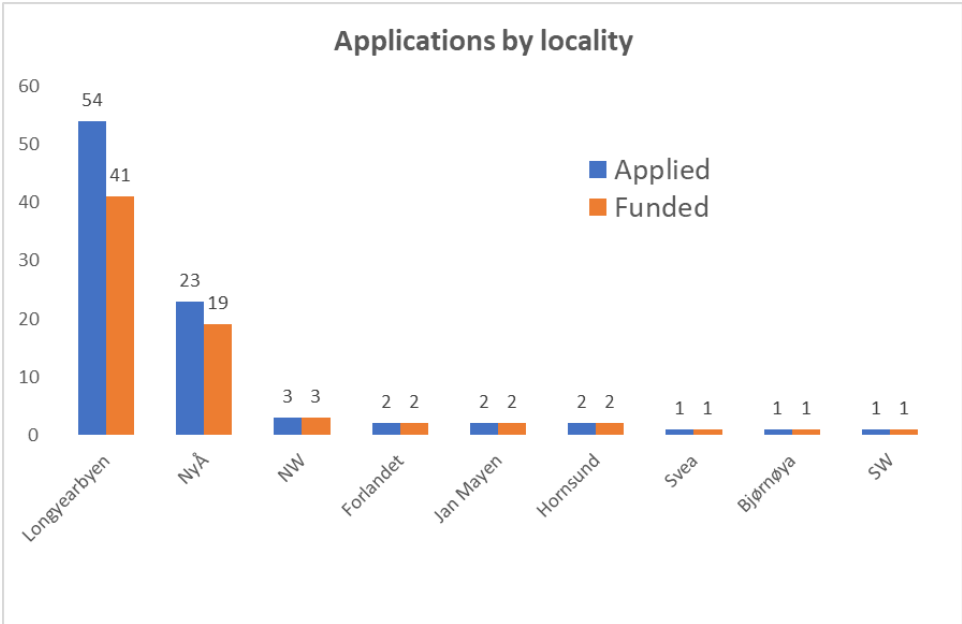 Applications by locality
60
50
40
30
20
10
0
54
41
23
19
3 3
2 2
2 2
2 2
1 1
1 1
1 1
Applied
Funded
Longyearbyen
NyÅ
NW
Forlandet
Jan Mayen
Hornsund
Svea
Bjørnøya
SW